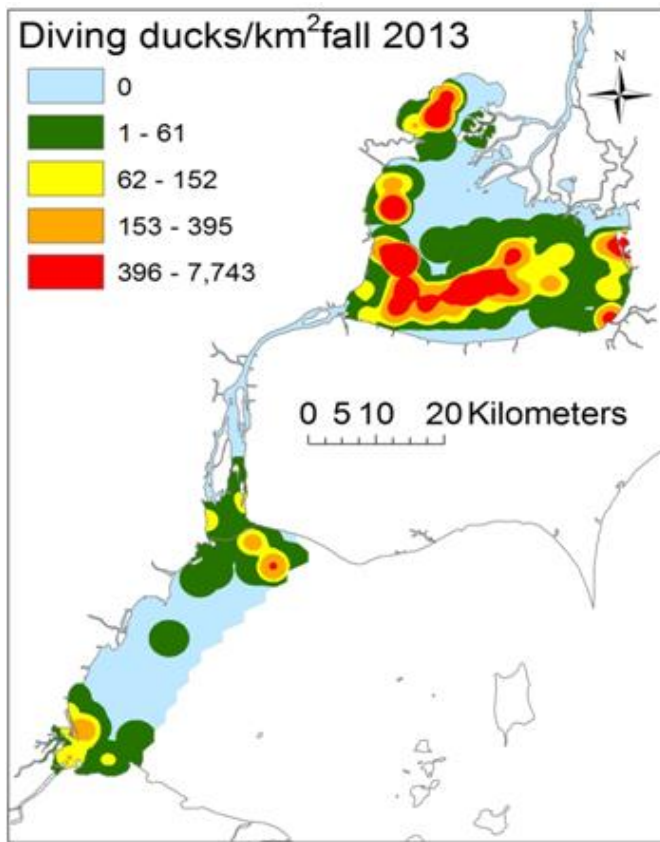 Diving ducks/km²fall 2013
0
1 - 61
62 - 152
153 - 395
396 - 7,743
N
0 5 10 20 Kilometers